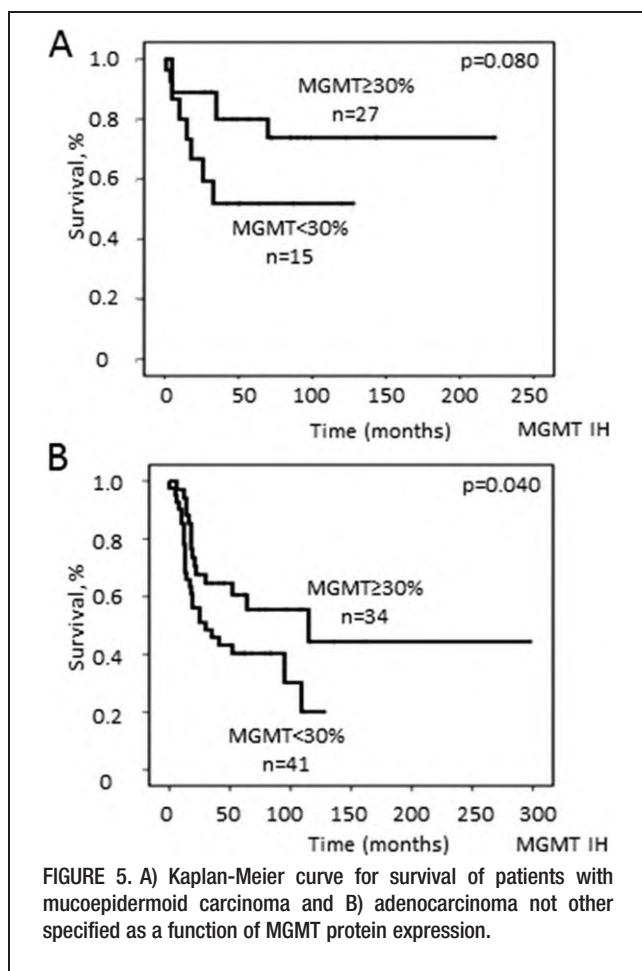 A
1.0
0.8
0.6
0.4
0.2
0
Survival, %
p=0.080
MGMT≥30%
n=27
MGMT<30%
n=15
0 50 100 150 200 250
Time (months) MGMT IH
B
1.0
0.8
0.6
0.4
0.2
0
Survival, %
p=0.040
MGMT≥30%
n=34
MGMT<30%
n=41
0 50 100 150 200 250 300
Time (months) MGMT IH
FIGURE 5. A) Kaplan-Meier curve for survival of patients with
mucoepidermoid carcinoma and B) adenocarcinoma not other
specified as a function of MGMT protein expression.